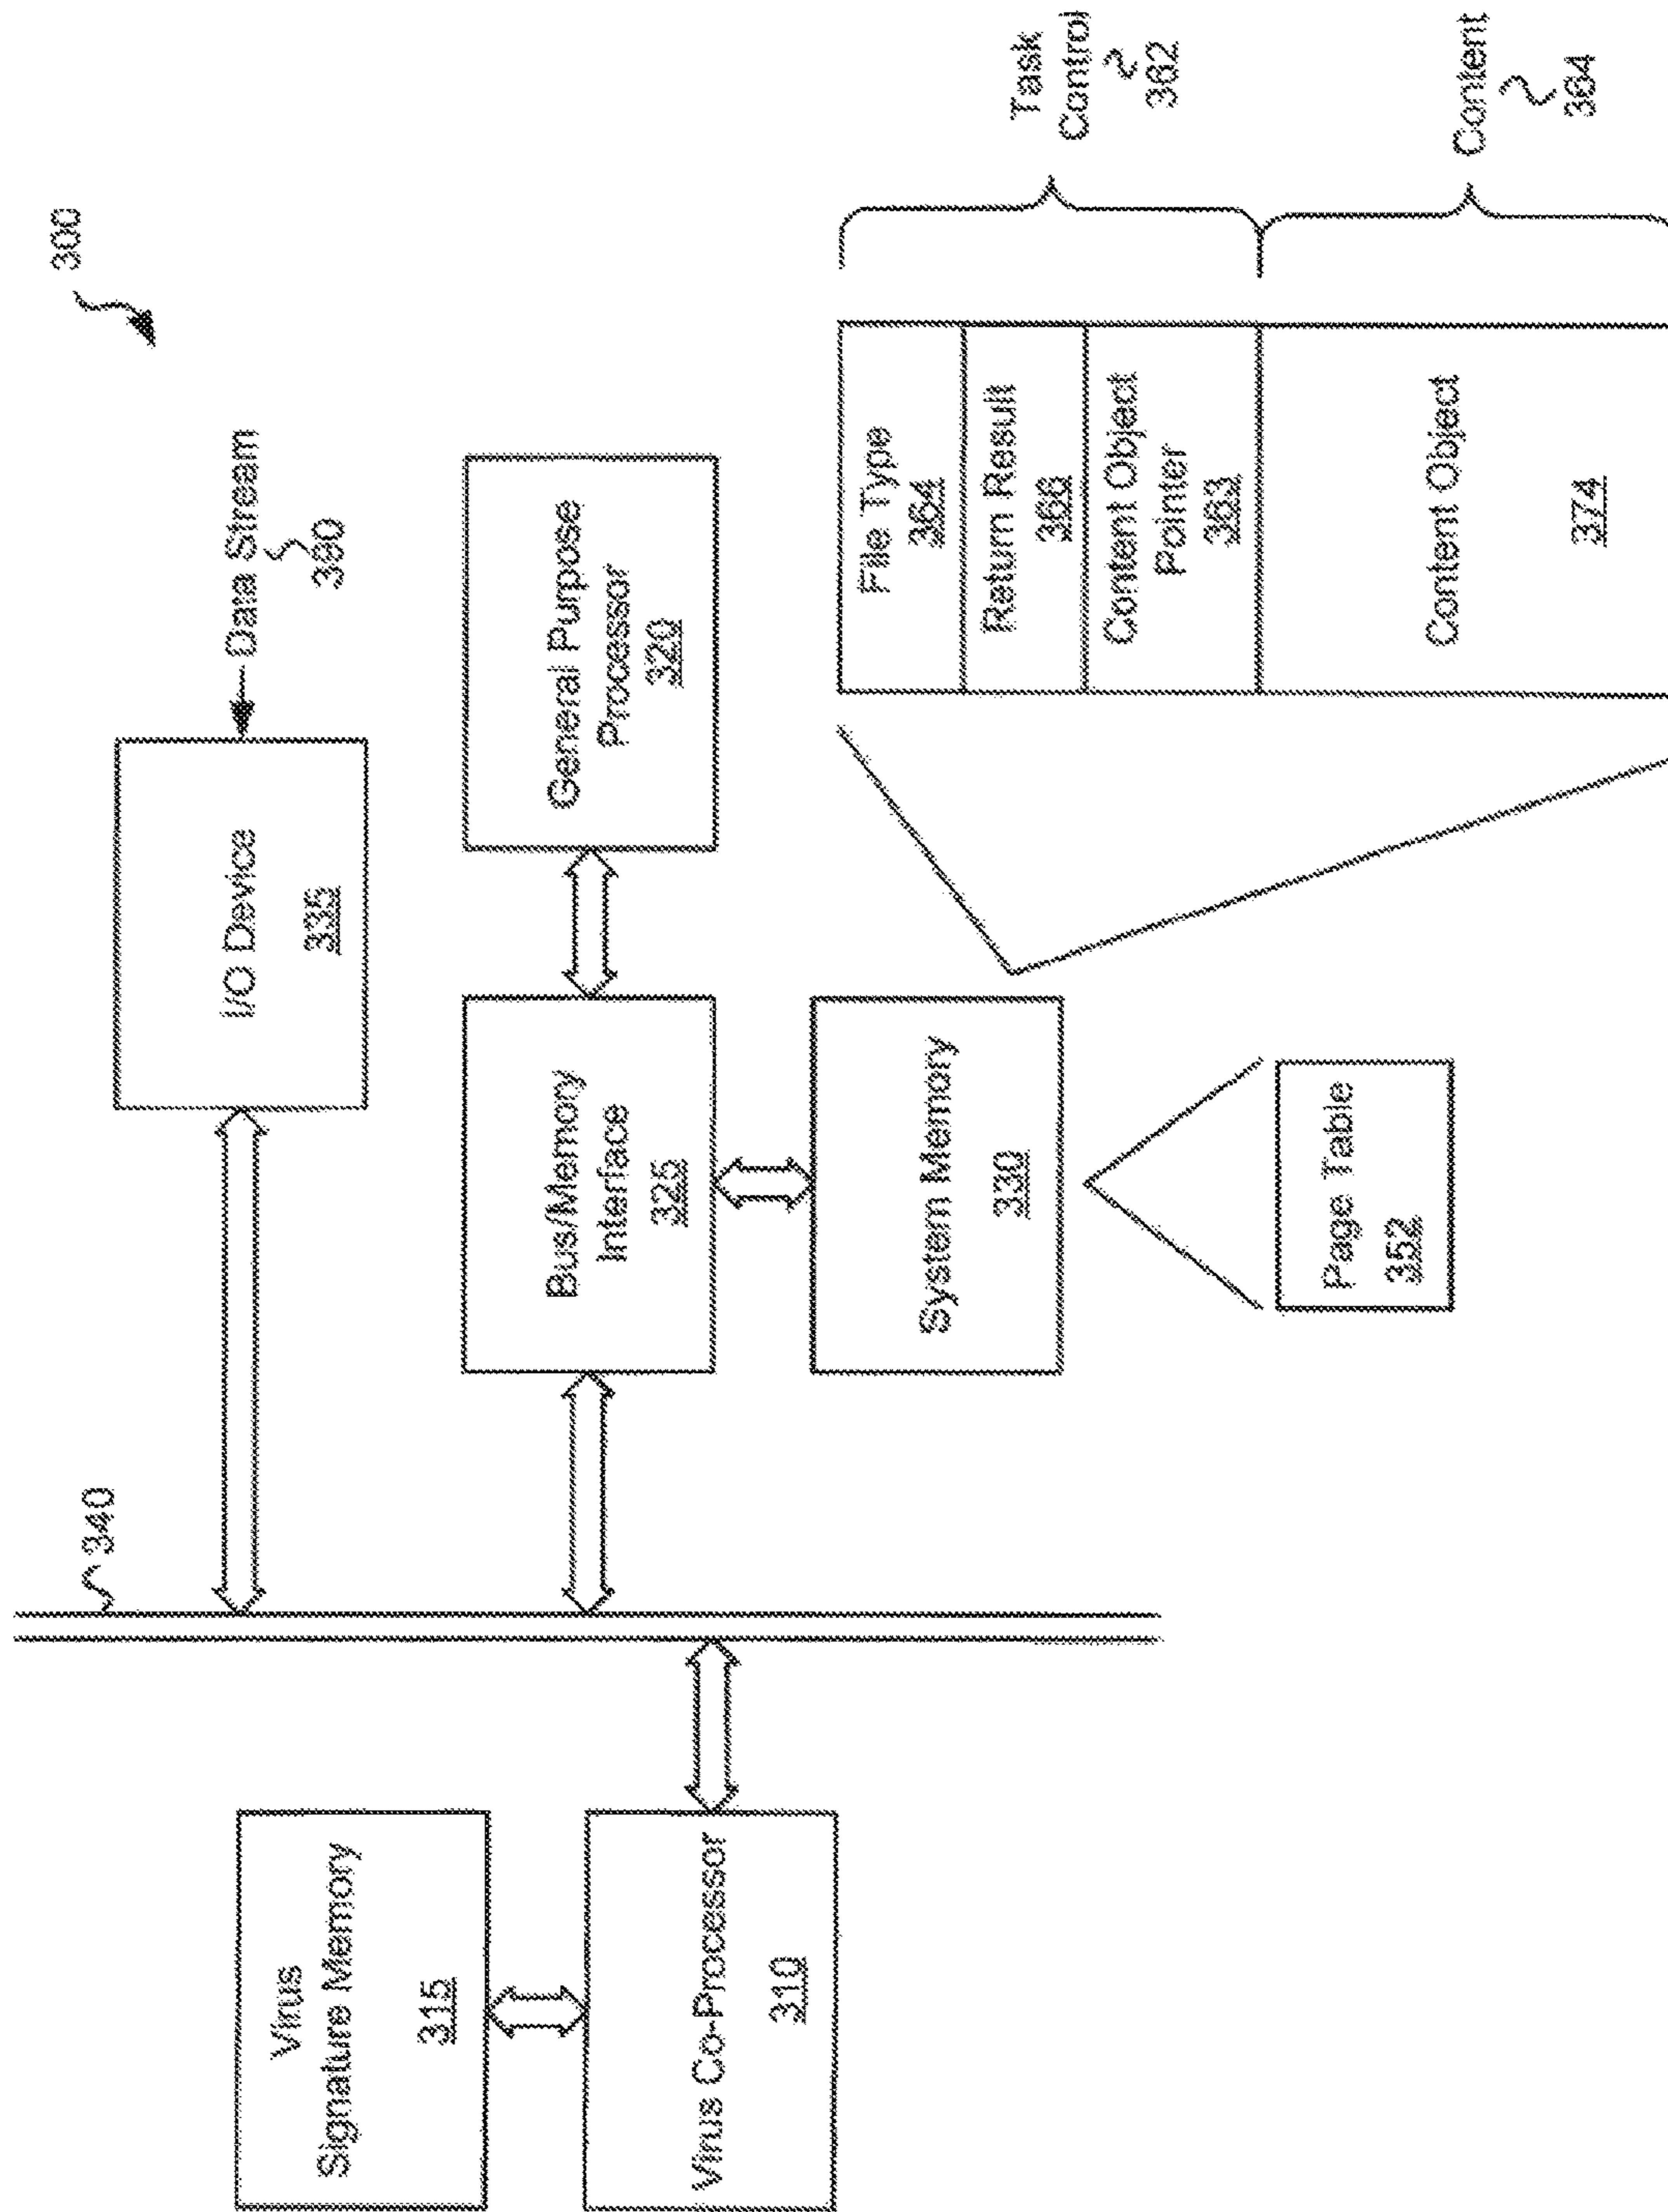 300
340
Virus
Signature Memory
315
I/O Device
335
Data Stream
380
Virus Co-Processor
310
Bus/Memory
Interface
325
General Purpose
Processor
320
System Memory
330
Page Table
352
File Type
364
Return Result
366
Content Object
Pointer
363
Content Object
374
Task
Control
362
Content